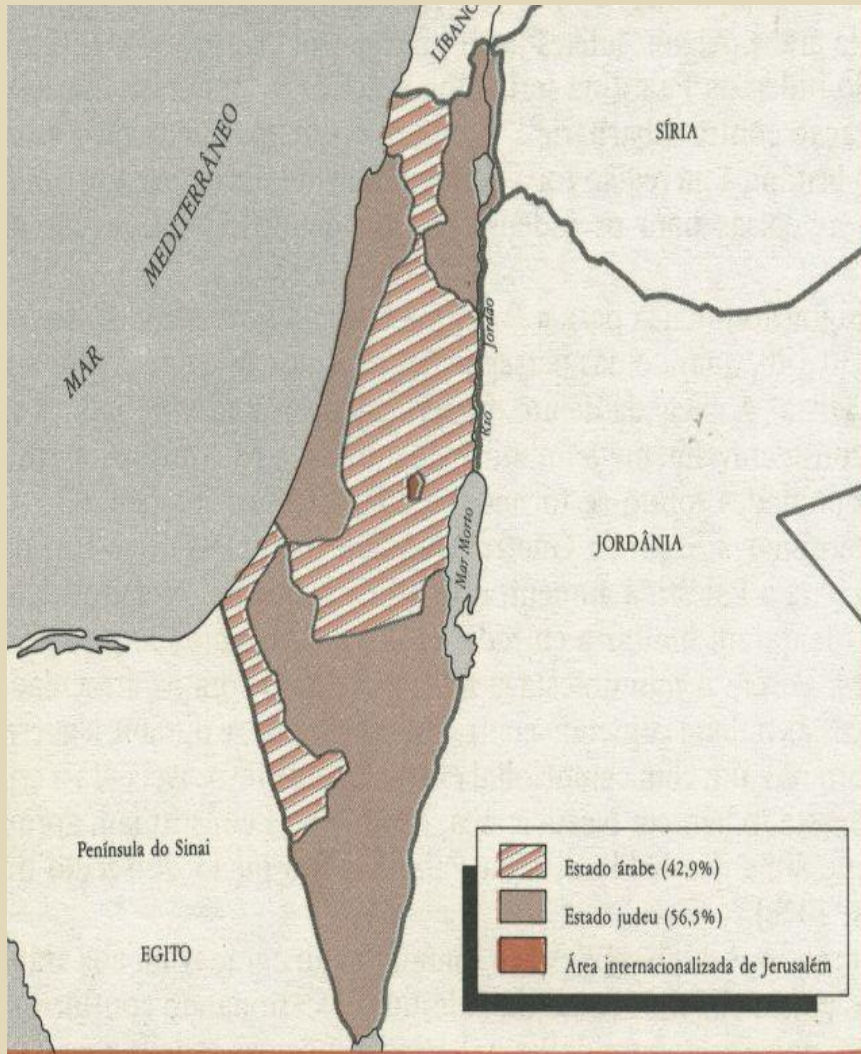 LÍBANO
SÍRIA
MAR MEDITERRÂNEO
Rio Jordão
Mar Morto
JORDÂNIA
Península do Sinai
EGITO
Estado árabe (42,9%)
Estado judeu (56,5%)
Área internacionalizada de Jerusalém